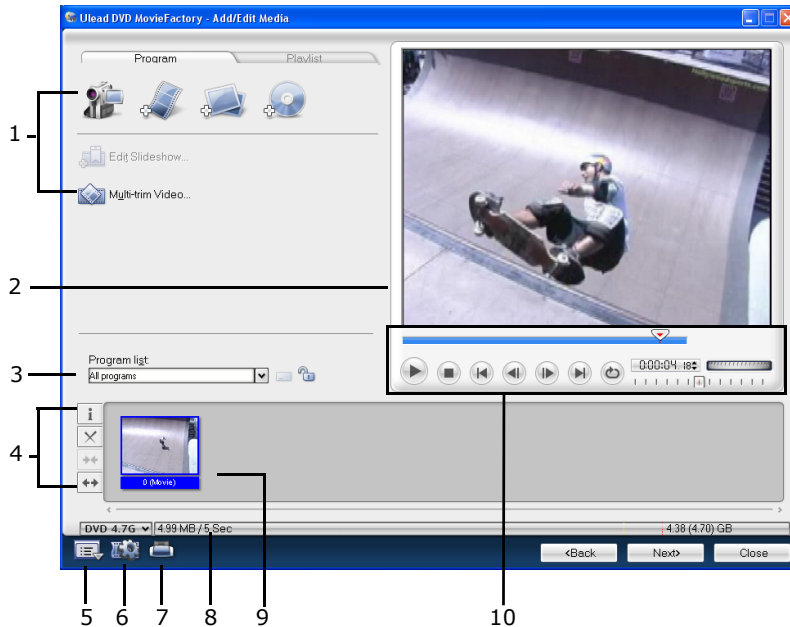 Ulead DVD MovieFactory - Add/Edit Media
Program
Playlist
1
Edit Slideshow...
Multi-trim Video...
2
Program list:
3
All programs
0:00:04. 18
4
i
0 (Movie)
9
DVD 4.7G
4.99 MB / 5 Sec
4.38 (4.70) GB
<Back
Next>
Close
5
6
7
8
9
10